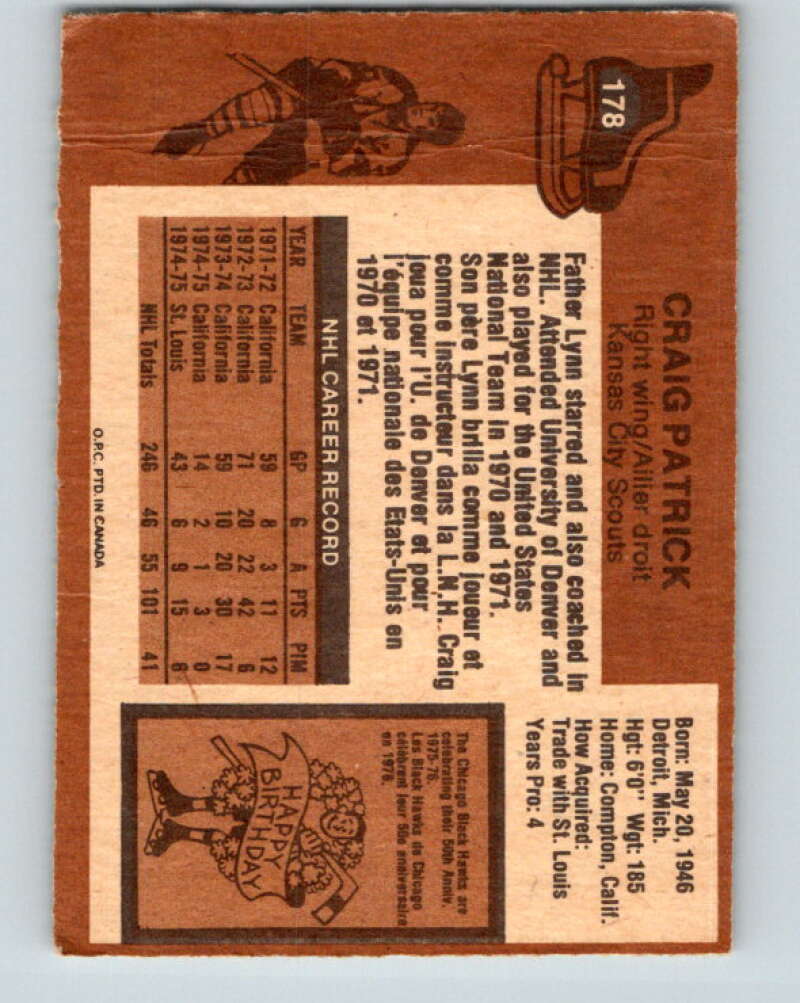 178
CRAIG PATRICK
Right wing/Ailier droit
Kansas City Scouts
Father Lynn starred and also coached in
NHL. Attended University of Denver and
also played for the United States
National Team in 1970 and 1971.
Son père Lynn brilla comme joueur et
comme instructeur dans la L.N.H. Craig
joua pour l'U. de Denver et pour
l'équipe nationale des Etats-Unis en
1970 et 1971.
NHL CAREER RECORD
YEAR TEAM GP G A PTS PIM
1971-72 California 59 8 3 11 12
1972-73 California 71 20 22 42 6
1973-74 California 59 10 20 30 17
1974-75 California 14 2 1 3 0
1974-75 St. Louis 43 6 9 15 6
NHL Totals 246 46 55 101 41
Born: May 20, 1946
Detroit, Mich.
Hgt: 6'0" Wgt: 185
Home: Compton, Calif.
How Acquired:
Trade with St. Louis
Years Pro: 4
The Chicago Black Hawks are
celebrating their 50th Anniv.
1975-76.
Les Black Hawks de Chicago
célèbrent leur 50e anniversaire
en 1976.
HAPPY
BIRTHDAY
O.P.C. PTD. IN CANADA